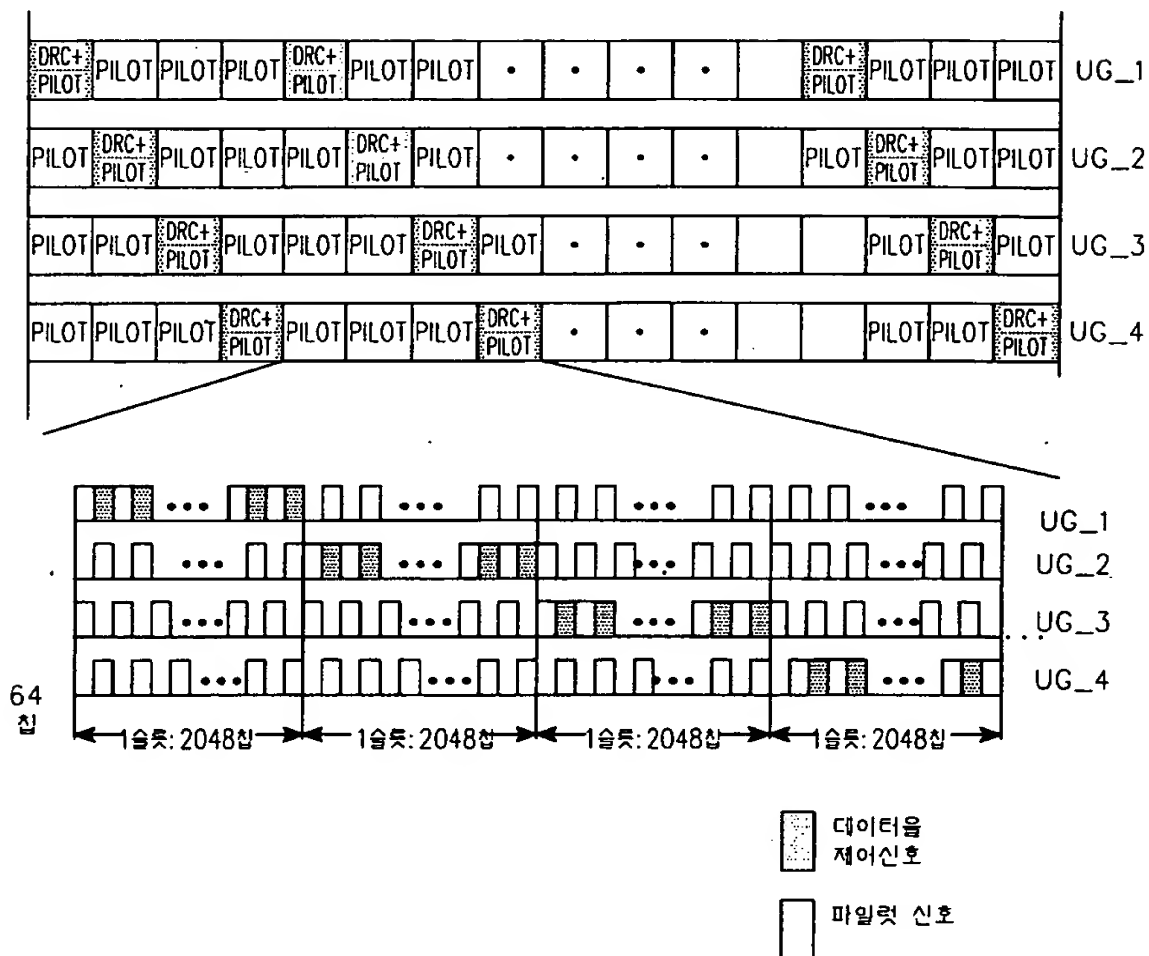 DRC+ PILOT PILOT PILOT PILOT DRC+ PILOT PILOT PILOT • • • • DRC+ PILOT PILOT PILOT PILOT UG_1
PILOT DRC+ PILOT PILOT PILOT PILOT DRC+ PILOT PILOT • • • • PILOT DRC+ PILOT PILOT PILOT UG_2
PILOT PILOT DRC+ PILOT PILOT PILOT PILOT DRC+ PILOT PILOT • • • PILOT DRC+ PILOT PILOT UG_3
PILOT PILOT PILOT DRC+ PILOT PILOT PILOT PILOT DRC+ PILOT • • • PILOT PILOT DRC+ PILOT UG_4
••• ••• ••• ••• UG_1
••• ••• ••• ••• UG_2
••• ••• ••• ••• UG_3
••• ••• ••• ••• UG_4
64
칩
1슬롯: 2048칩 1슬롯: 2048칩 1슬롯: 2048칩 1슬롯: 2048칩
데이터율
제어신호
파일럿 신호